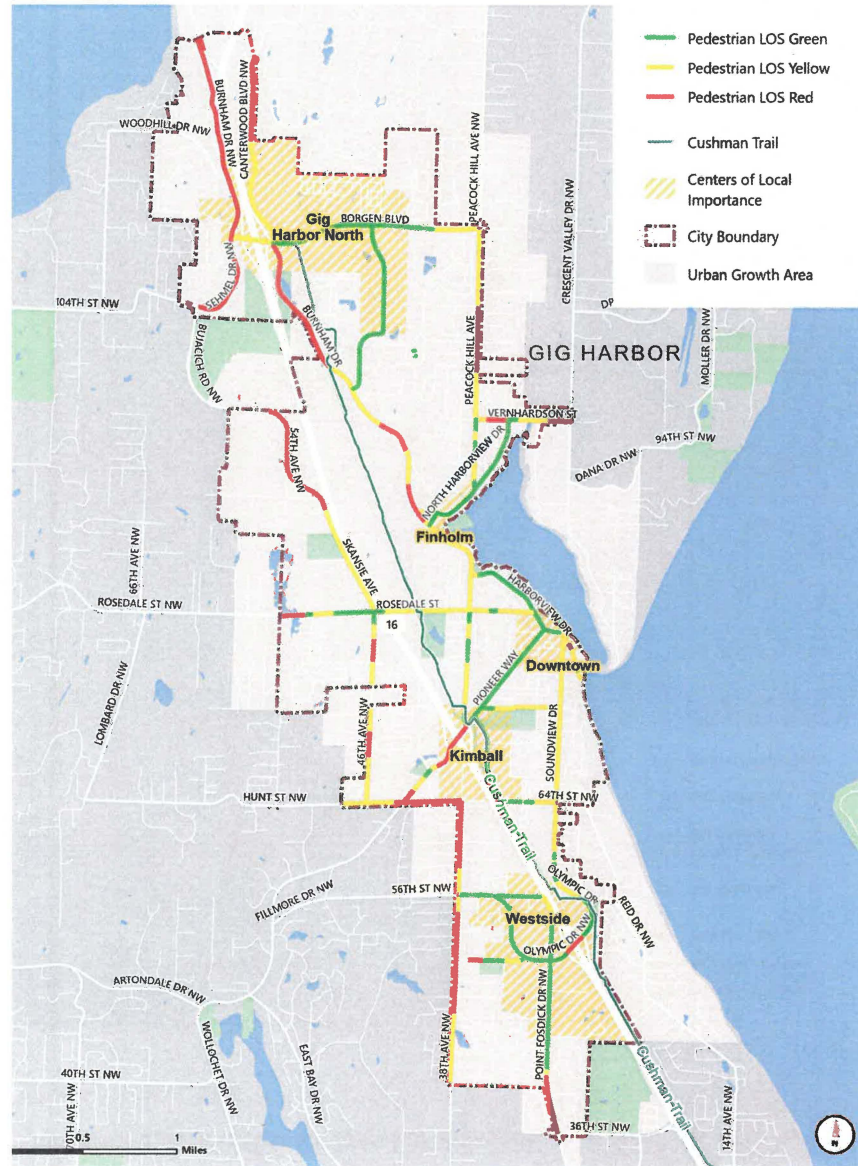 Pedestrian LOS Green
Pedestrian LOS Yellow
Pedestrian LOS Red
Cushman Trail
Centers of Local
Importance
City Boundary
Urban Growth Area
WOODHILL DR NW
BURNHAM DR NW
CANTERWOOD BLVD NW
PEACOCK HILL AVE NW
CRESCENT VALLEY DR NW
Gig
Harbor North
BORGEN BLVD
SEHMEL DR NW
104TH ST NW
BUJACICH RD NW
BURNHAM DR
PEACOCK HILL AVE
GIG HARBOR
MOLLER DR NW
VERNHARDSON ST
94TH ST NW
DANA DR NW
54TH AVE NW
NORTH HARBORVIEW DR
Finholm
SKANSIE AVE
66TH AVE NW
ROSEDALE ST NW
ROSEDALE ST
16
HARBORVIEW DR
Downtown
PIONEER WAY
LOMBARD DR NW
46TH AVE NW
SOUNDVIEW DR
Kimball
HUNT ST NW
64TH ST NW
Cushman-Trail
FILLMORE DR NW
56TH ST NW
OLYMPIC DR
REID DR NW
Westside
OLYMPIC DR NW
ARTONDALE DR NW
WOLLOCHET DR NW
EAST BAY DR NW
38TH AVE NW
POINT FOSDICK DR NW
40TH ST NW
70TH AVE NW
Cushman-Trail
36TH ST NW
14TH AVE NW
0.5
1
Miles
N